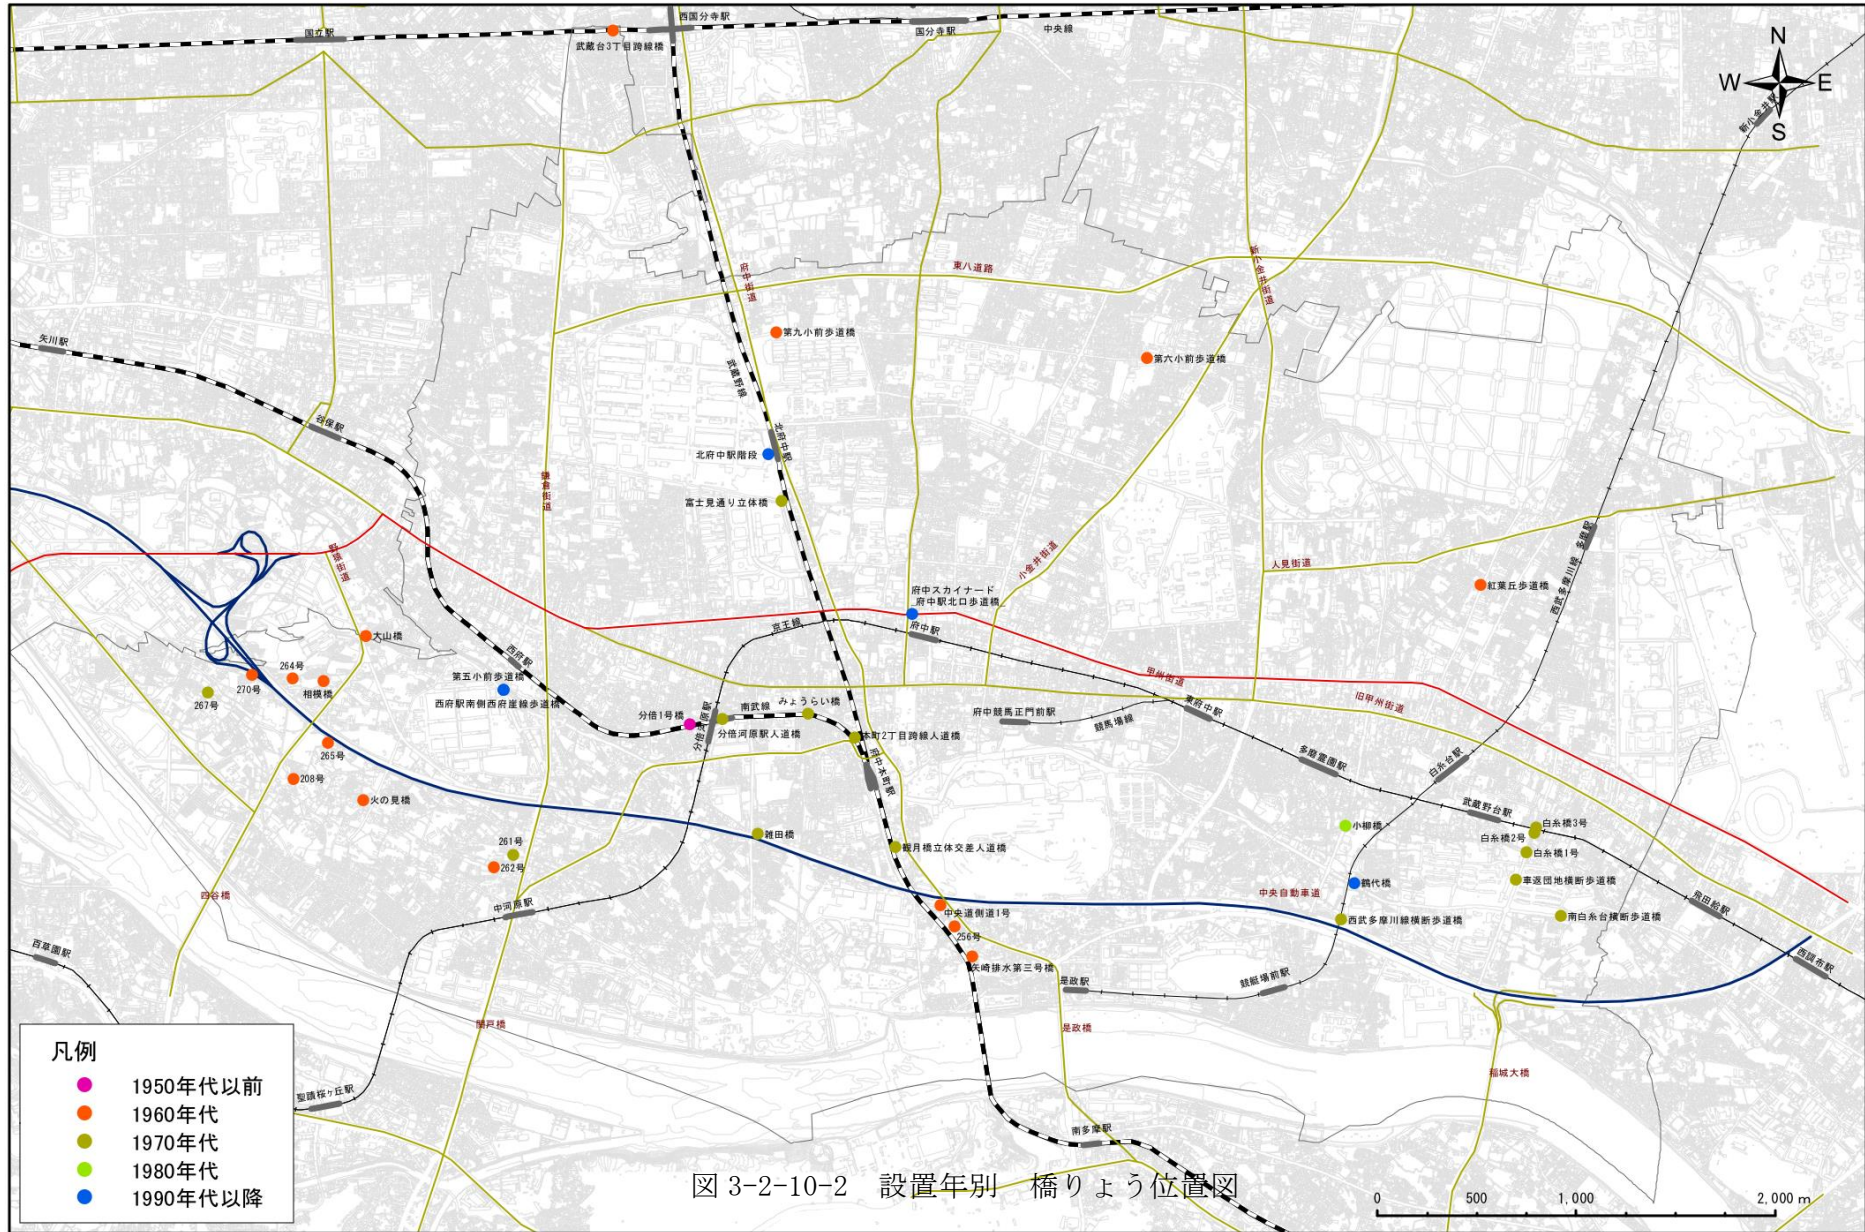 西国分寺駅
国立駅
国分寺駅
中央線
武蔵台3丁目跨線橋
N
W
E
S
新小金井駅
府中街道
東八道路
新小金井街道
矢川駅
第九小前歩道橋
第六小前歩道橋
武蔵野線
谷保駅
北府中駅
北府中駅階段
鎌倉街道
富士見通り立体橋
西武多摩川線
多磨駅
野猿街道
小金井街道
人見街道
紅葉丘歩道橋
府中スカイナード
府中駅北口歩道橋
大山橋
京王線
府中駅
西府駅
264号
270号
相模橋
267号
第五小前歩道橋
西府駅南側西府崖線歩道橋
甲州街道
旧甲州街道
みょうらい橋
南武線
分倍1号橋
分倍河原駅
分倍河原駅人道橋
府中競馬正門前駅
競馬場線
東府中駅
本町2丁目跨線人道橋
府中本町駅
265号
208号
火の見橋
多磨霊園駅
白糸台駅
武蔵野台駅
小柳橋
白糸橋3号
白糸橋2号
白糸橋1号
雑田橋
観月橋立体交差人道橋
261号
262号
車返団地横断歩道橋
鶴代橋
四谷橋
中河原駅
中央道側道1号
中央自動車道
西武多摩川線横断歩道橋
南白糸台横断歩道橋
飛田給駅
256号
百草園駅
矢崎排水第三号橋
西調布駅
是政駅
競艇場前駅
関戸橋
是政橋
稲城大橋
聖蹟桜ヶ丘駅
南多摩駅
凡例
1950年代以前
1960年代
1970年代
1980年代
1990年代以降
図 3-2-10-2 設置年別 橋りょう位置図
0 500 1,000 2,000 m